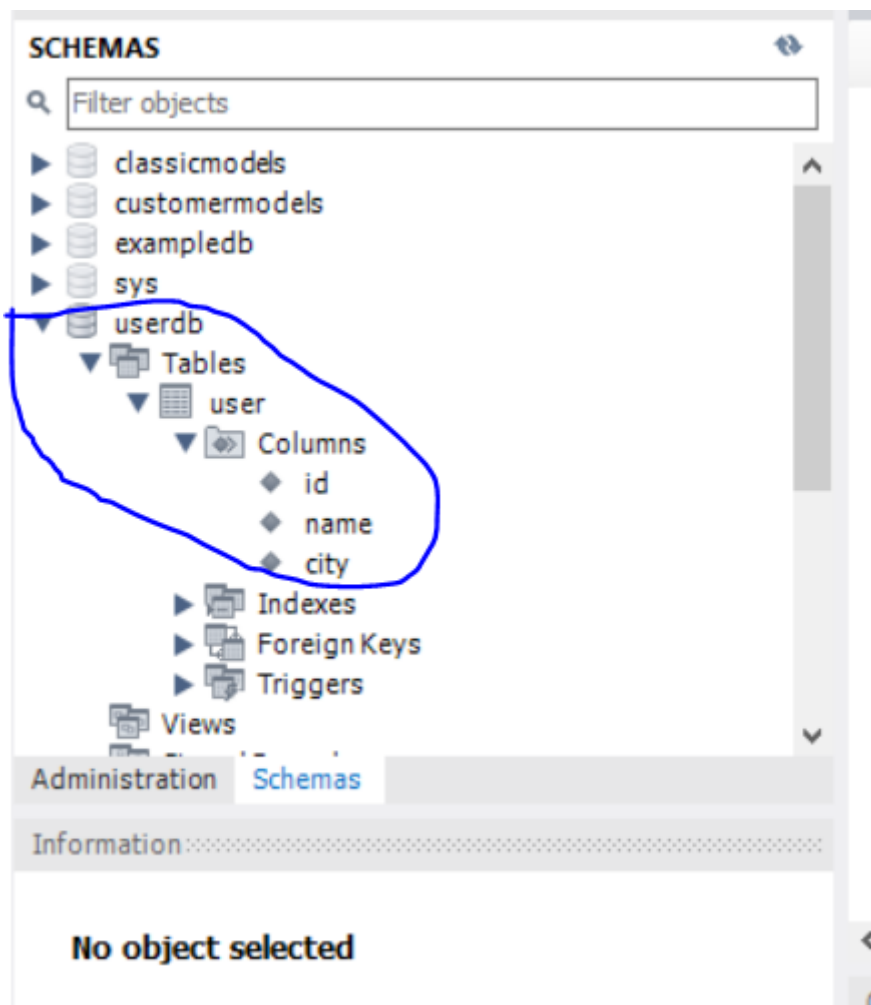 SCHEMAS
Filter objects
classicmodels
customermodels
exampledb
sys
userdb
Tables
user
Columns
id
name
city
Indexes
Foreign Keys
Triggers
Views
Administration Schemas
Information
No object selected